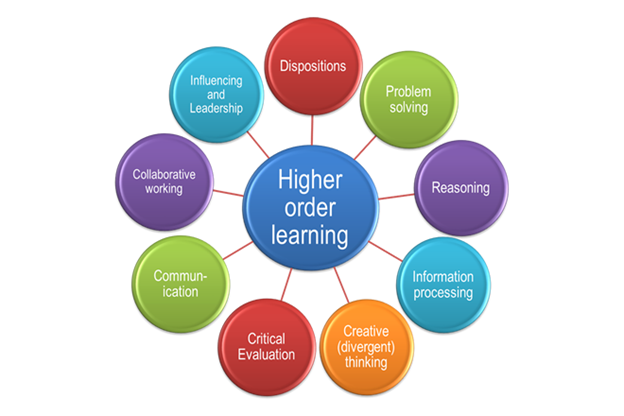 Higher
order
learning
Dispositions
Problem
solving
Reasoning
Information
processing
Creative
(divergent)
thinking
Critical
Evaluation
Commun-
ication
Collaborative
working
Influencing
and
Leadership